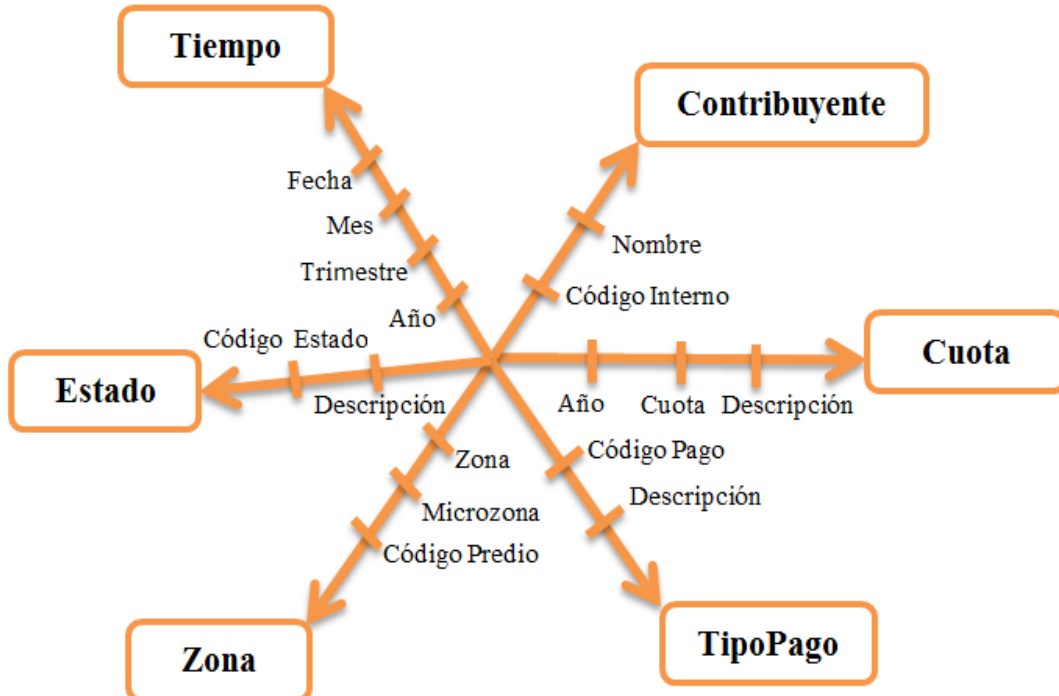 Tiempo
Contribuyente
Fecha
Mes
Nombre
Trimestre
Código Interno
Año
Código Estado
Cuota
Estado
Descripción
Año
Cuota
Descripción
Código Pago
Zona
Descripción
Microzona
Código Predio
Zona
TipoPago